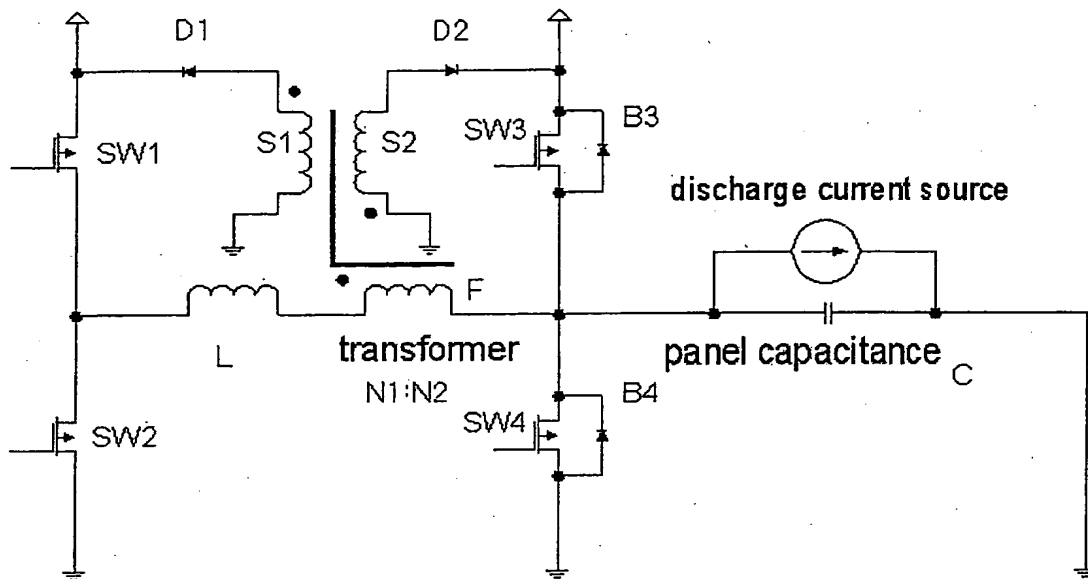 D1
D2
B3
S1
S2
SW3
SW1
discharge current source
F
L
transformer
N1:N2
panel capacitance
C
B4
SW2
SW4